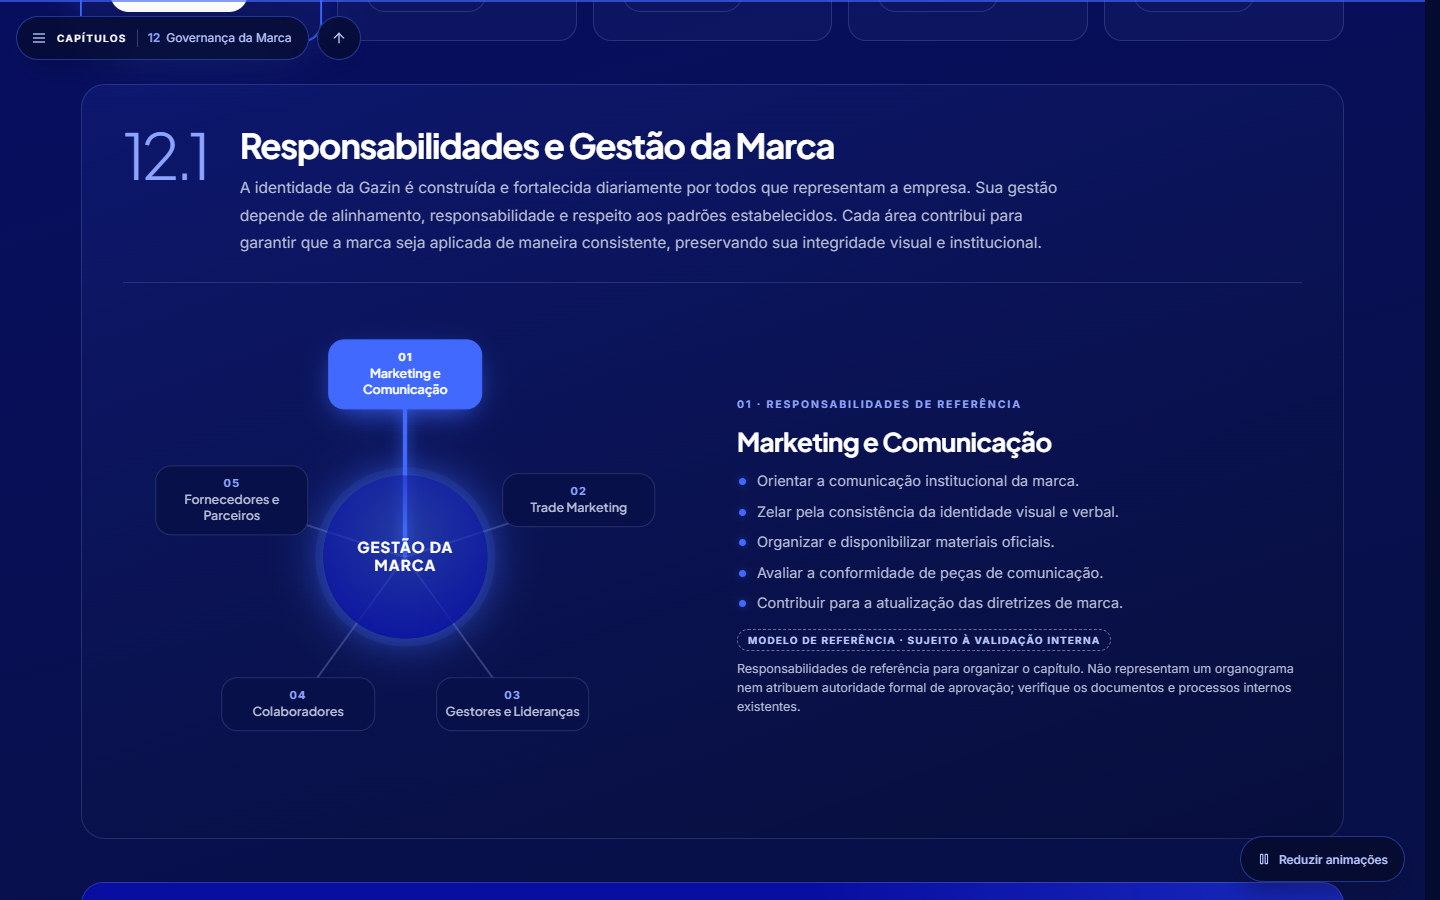 CAPÍTULOS
12 Governança da Marca
12.1
Responsabilidades e Gestão da Marca
A identidade da Gazin é construída e fortalecida diariamente por todos que representam a empresa. Sua gestão
depende de alinhamento, responsabilidade e respeito aos padrões estabelecidos. Cada área contribui para
garantir que a marca seja aplicada de maneira consistente, preservando sua integridade visual e institucional.
01
Marketing e
Comunicação
05
Fornecedores e
Parceiros
02
Trade Marketing
GESTÃO DA
MARCA
04
Colaboradores
03
Gestores e Lideranças
01 · RESPONSABILIDADES DE REFERÊNCIA
Marketing e Comunicação
Orientar a comunicação institucional da marca.
Zelar pela consistência da identidade visual e verbal.
Organizar e disponibilizar materiais oficiais.
Avaliar a conformidade de peças de comunicação.
Contribuir para a atualização das diretrizes de marca.
MODELO DE REFERÊNCIA · SUJEITO À VALIDAÇÃO INTERNA
Responsabilidades de referência para organizar o capítulo. Não representam um organograma
nem atribuem autoridade formal de aprovação; verifique os documentos e processos internos
existentes.
Reduzir animações